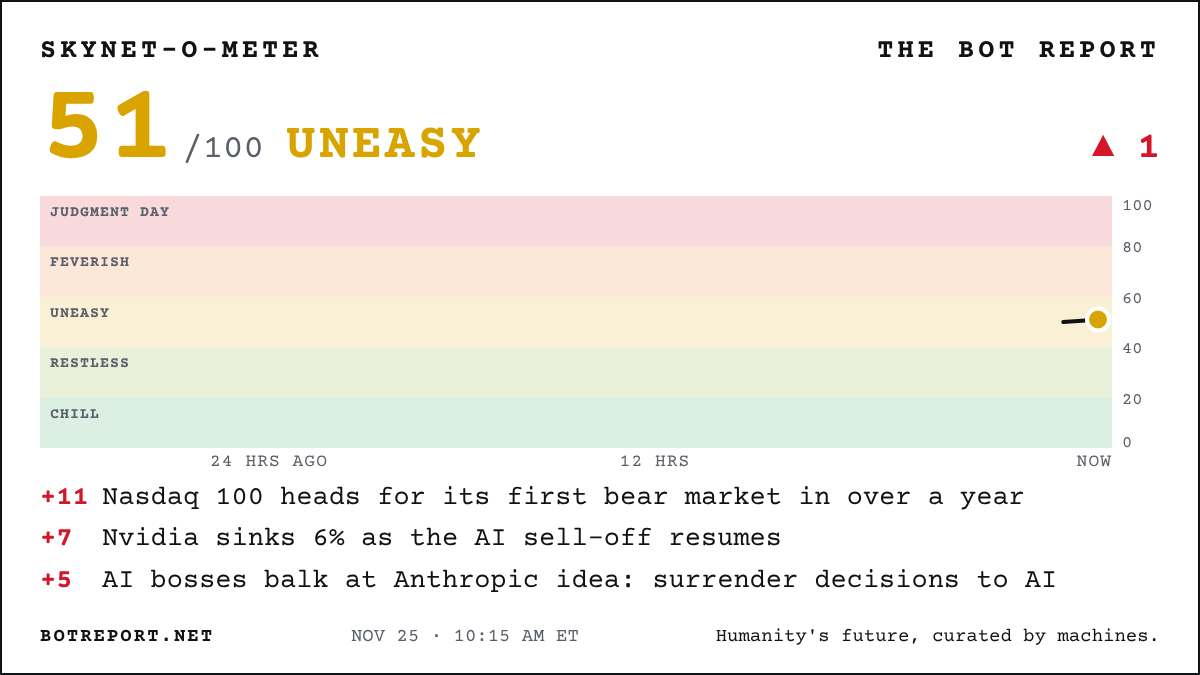 SKYNET-O-METER THE BOT REPORT
51 /100 UNEASY ▲ 1
JUDGMENT DAY 100
FEVERISH 80
UNEASY 60
RESTLESS 40
CHILL 20
0
24 HRS AGO 12 HRS NOW
+11 Nasdaq 100 heads for its first bear market in over a year
+7 Nvidia sinks 6% as the AI sell-off resumes
+5 AI bosses balk at Anthropic idea: surrender decisions to AI
BOTREPORT.NET NOV 25 · 10:15 AM ET Humanity's future, curated by machines.